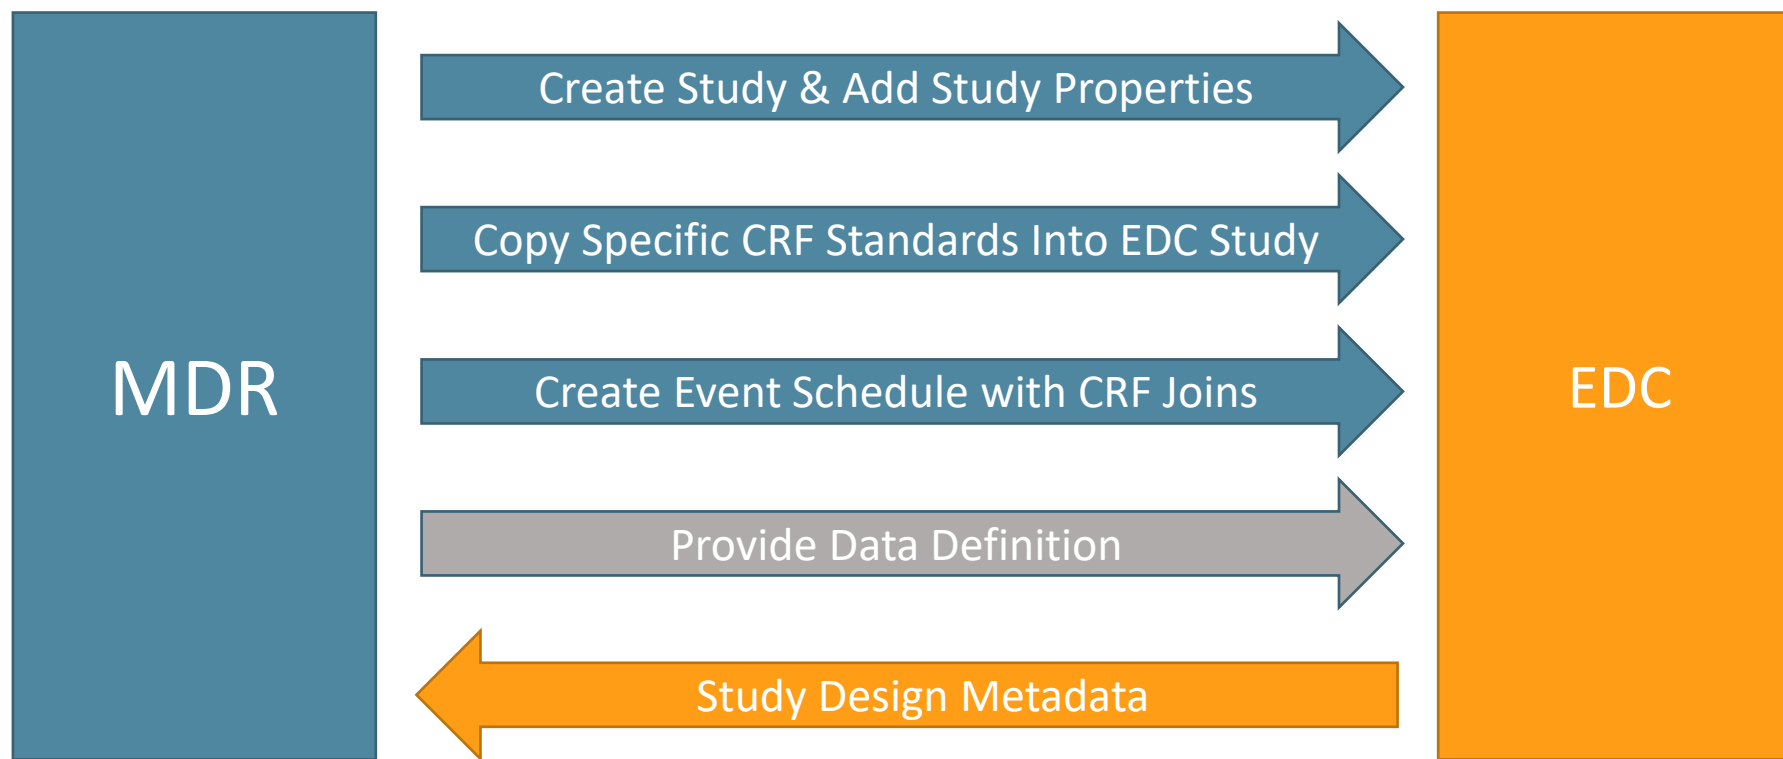 MDR
Create Study & Add Study Properties
Copy Specific CRF Standards Into EDC Study
Create Event Schedule with CRF Joins
Provide Data Definition
Study Design Metadata
EDC